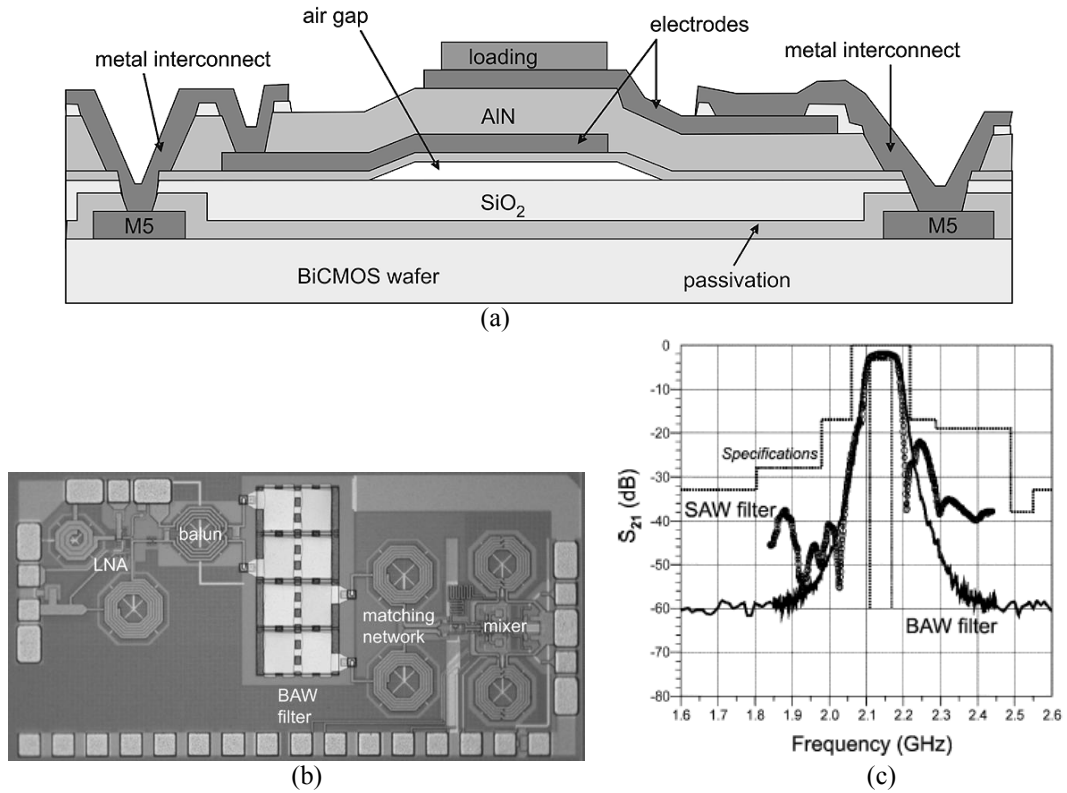 air gap
electrodes
metal interconnect
metal interconnect
loading
AlN
SiO2
M5
M5
BiCMOS wafer
passivation
(a)
LNA
balun
BAW
filter
matching
network
mixer
(b)
S21 (dB)
0
-10
-20
-30
-40
-50
-60
-70
-80
Specifications
SAW filter
BAW filter
1.6 1.7 1.8 1.9 2.0 2.1 2.2 2.3 2.4 2.5 2.6
Frequency (GHz)
(c)